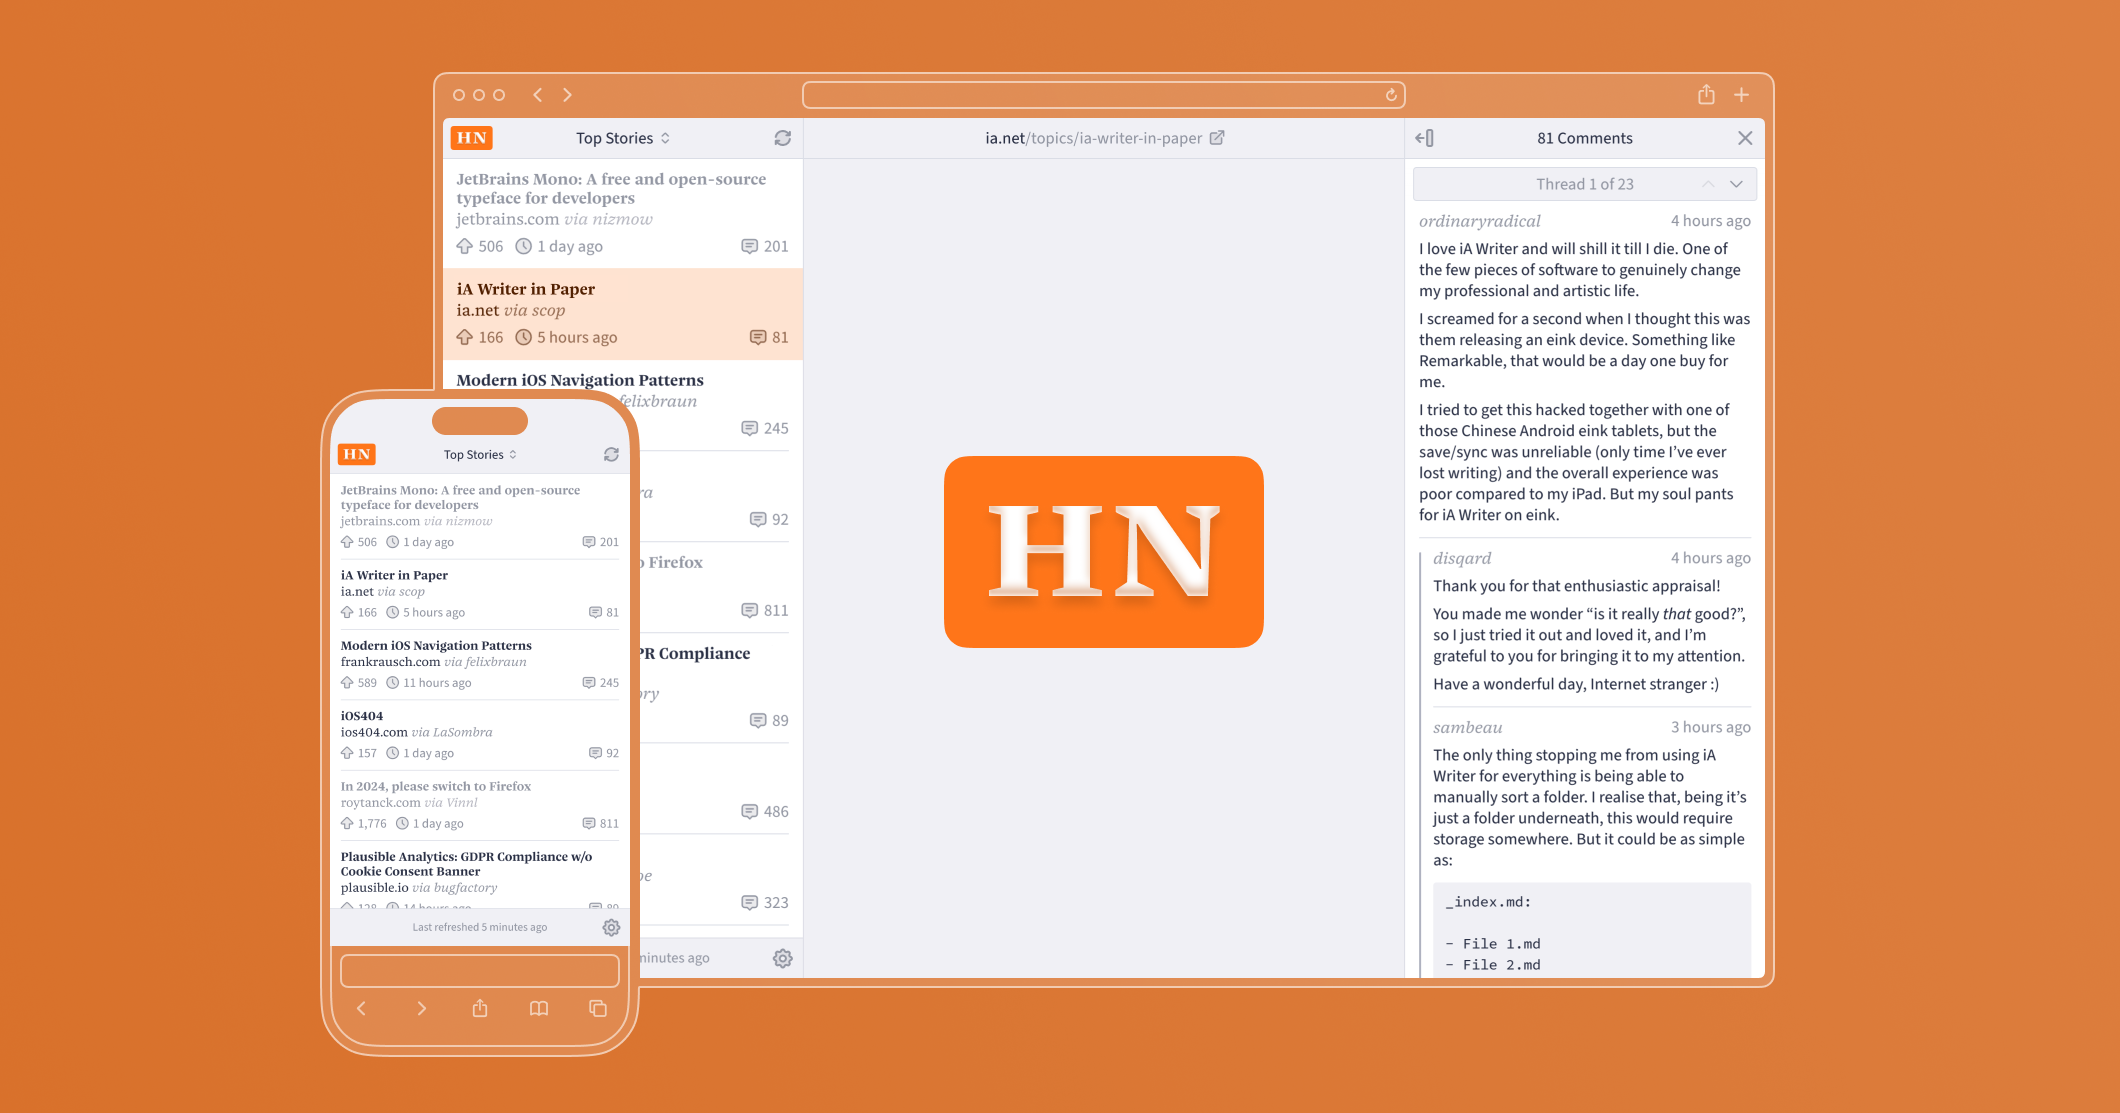 HN
Top Stories
JetBrains Mono: A free and open-source
typeface for developers
jetbrains.com via nizmow
506 1 day ago 201
iA Writer in Paper
ia.net via scop
166 5 hours ago 81
Modern iOS Navigation Patterns
felixbraun
245
ra
92
o Firefox
811
PR Compliance
ory
89
486
be
323
minutes ago
ia.net/topics/ia-writer-in-paper
HN
81 Comments
Thread 1 of 23
ordinaryradical 4 hours ago
I love iA Writer and will shill it till I die. One of
the few pieces of software to genuinely change
my professional and artistic life.
I screamed for a second when I thought this was
them releasing an eink device. Something like
Remarkable, that would be a day one buy for
me.
I tried to get this hacked together with one of
those Chinese Android eink tablets, but the
save/sync was unreliable (only time I’ve ever
lost writing) and the overall experience was
poor compared to my iPad. But my soul pants
for iA Writer on eink.
disqard 4 hours ago
Thank you for that enthusiastic appraisal!
You made me wonder “is it really that good?”,
so I just tried it out and loved it, and I’m
grateful to you for bringing it to my attention.
Have a wonderful day, Internet stranger :)
sambeau 3 hours ago
The only thing stopping me from using iA
Writer for everything is being able to
manually sort a folder. I realise that, being it’s
just a folder underneath, this would require
storage somewhere. But it could be as simple
as:
_index.md:
- File 1.md
- File 2.md
HN
Top Stories
JetBrains Mono: A free and open-source
typeface for developers
jetbrains.com via nizmow
506 1 day ago 201
iA Writer in Paper
ia.net via scop
166 5 hours ago 81
Modern iOS Navigation Patterns
frankrausch.com via felixbraun
589 11 hours ago 245
iOS404
ios404.com via LaSombra
157 1 day ago 92
In 2024, please switch to Firefox
roytanck.com via Vinnl
1,776 1 day ago 811
Plausible Analytics: GDPR Compliance w/o
Cookie Consent Banner
plausible.io via bugfactory
128 14 hours ago 89
Last refreshed 5 minutes ago